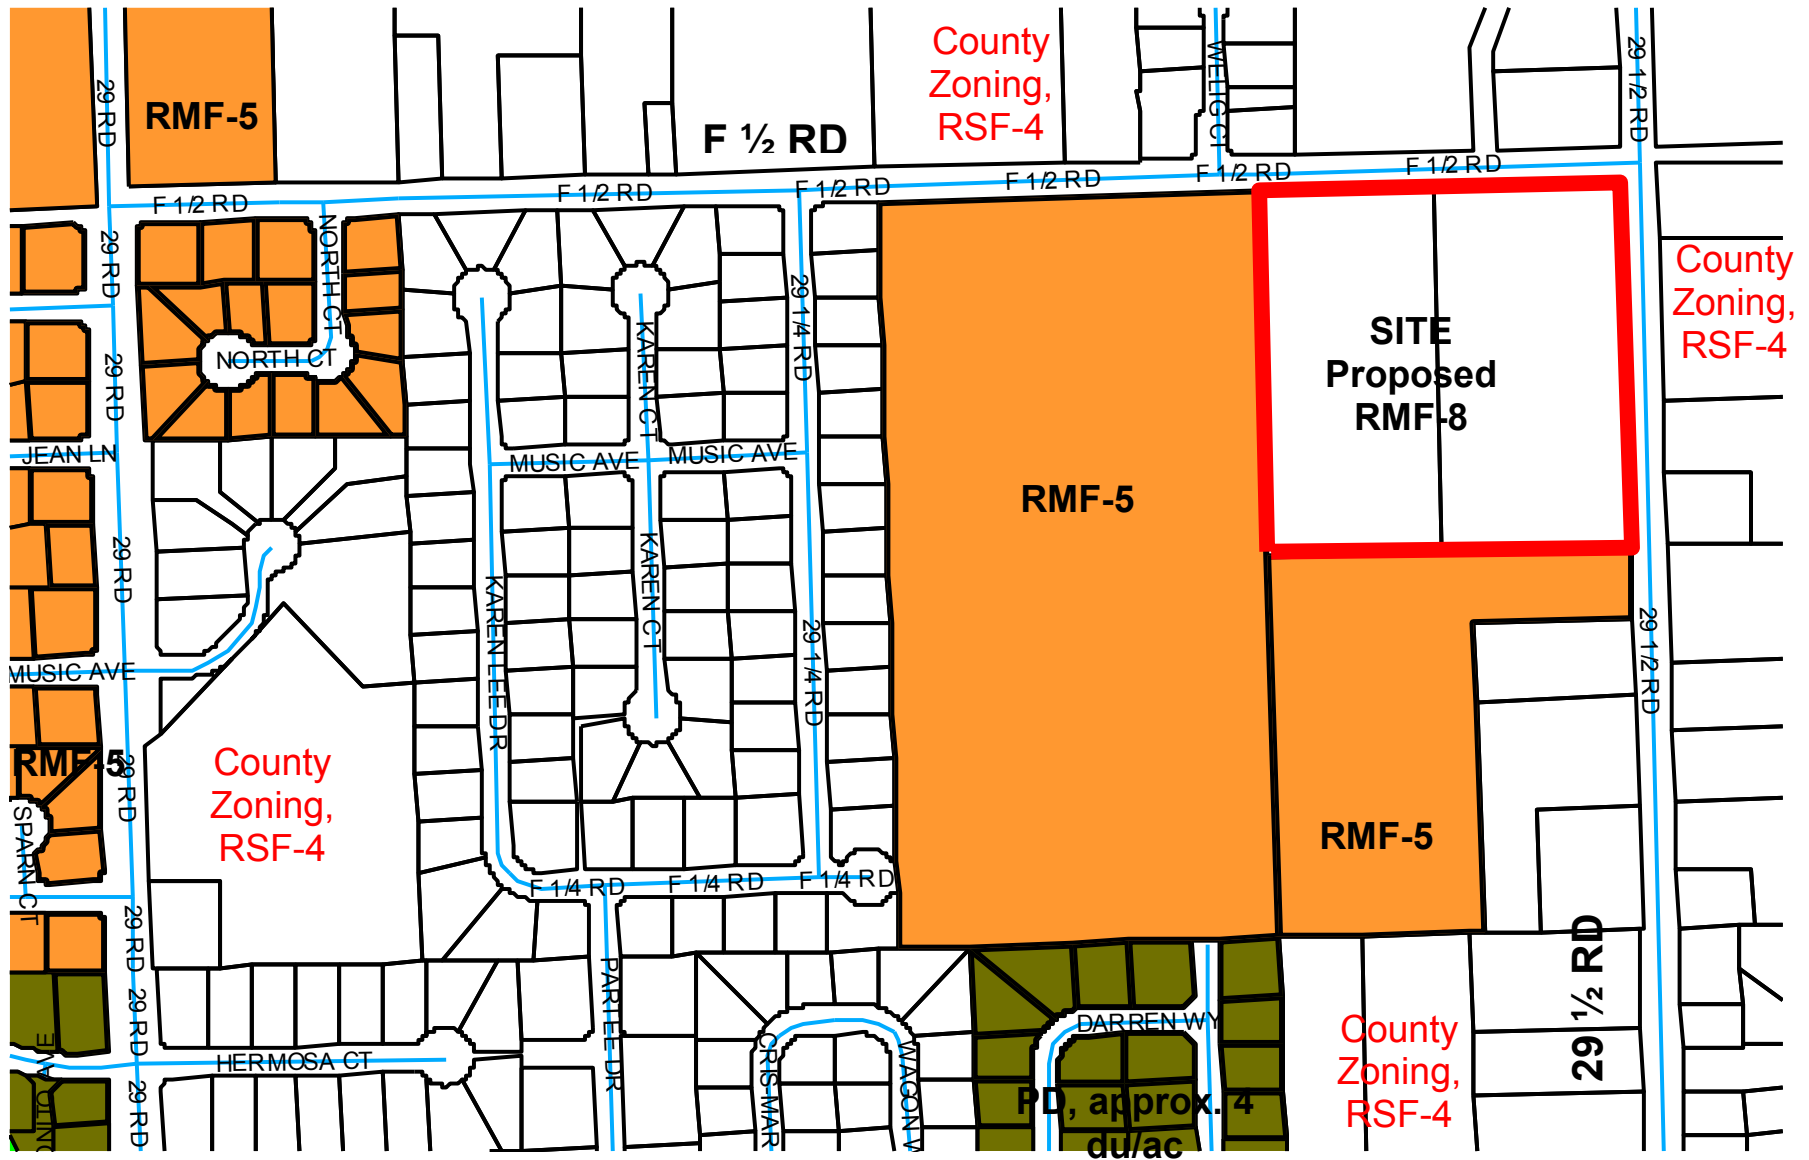 County
Zoning,
RSF-4
29 RD
RMF-5
WELIG CT
29 1/2 RD
F ½ RD
F 1/2 RD
F 1/2 RD
F 1/2 RD
F 1/2 RD
F 1/2 RD
F 1/2 RD
29 RD
NORTH CT
29 1/4 RD
County
Zoning,
RSF-4
SITE
Proposed
RMF-8
NORTH CT
KAREN CT
29 RD
JEAN LN
MUSIC AVE
MUSIC AVE
RMF-5
29 RD
KAREN LEE DR
KAREN CT
29 1/4 RD
29 1/2 RD
MUSIC AVE
RMF-5
29 RD
County
Zoning,
RSF-4
SPARN CT
RMF-5
F 1/4 RD
F 1/4 RD
F 1/4 RD
29 RD
29 ½ RD
PARTEE DR
29 RD
DARREN WY
County
Zoning,
RSF-4
HERMOSA CT
CRISMAR
WAGON W
PD, approx. 4
du/ac
29 RD